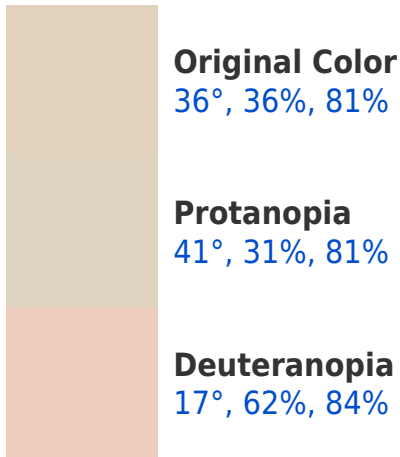 Original Color
36°, 36%, 81%
Protanopia
41°, 31%, 81%
Deuteranopia
17°, 62%, 84%